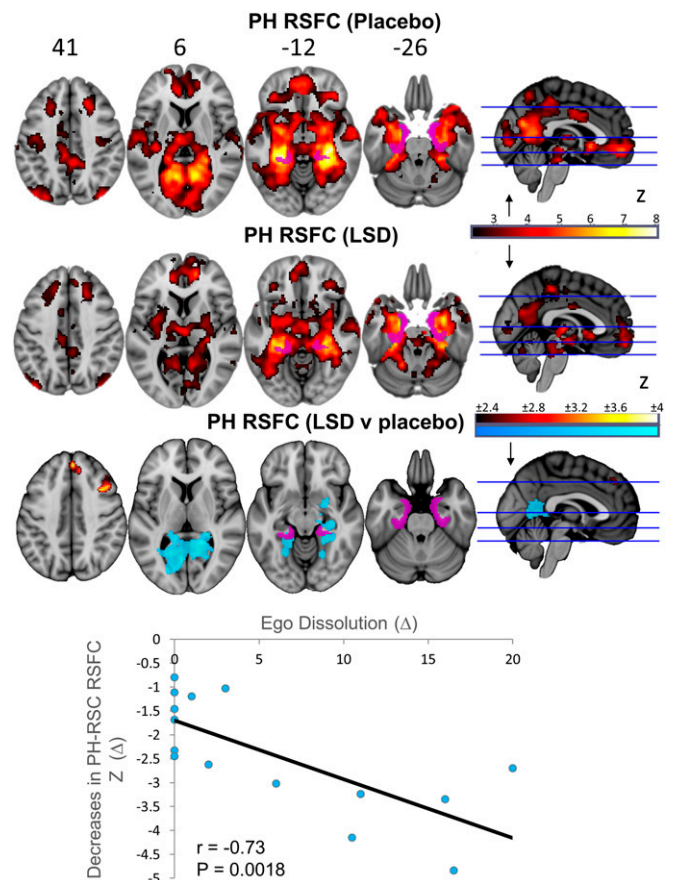 PH RSFC (Placebo)
41 6 -12 -26
Z
3 4 5 6 7 8
PH RSFC (LSD)
Z
±2.4 ±2.8 ±3.2 ±3.6 ±4
PH RSFC (LSD v placebo)
Ego Dissolution (Δ)
0 5 10 15 20
0
-0.5
-1
-1.5
-2
-2.5
-3
-3.5
-4
-4.5
-5
Decreases in PH-RSC RSFC
Z (Δ)
r = -0.73
P = 0.0018